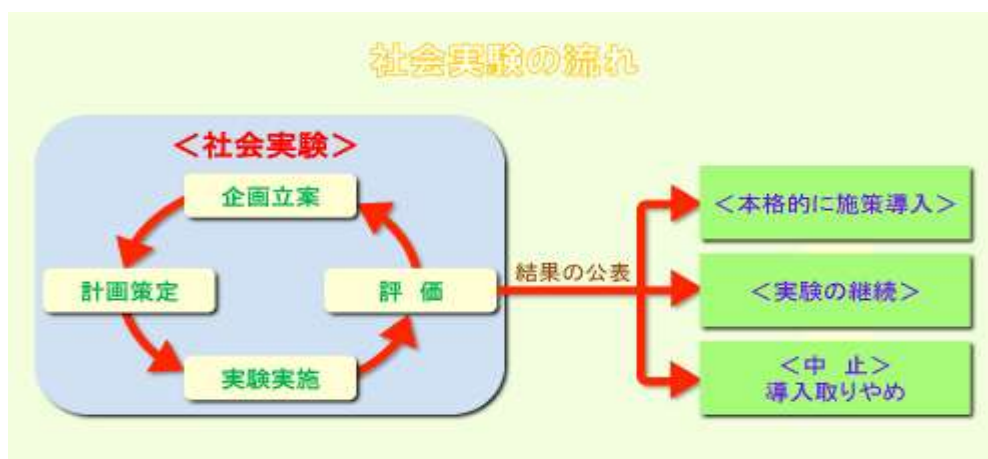 社会実験の流れ
＜社会実験＞
企画立案
計画策定
評 価
実験実施
結果の公表
＜本格的に施策導入＞
＜実験の継続＞
＜中 止＞
導入取りやめ